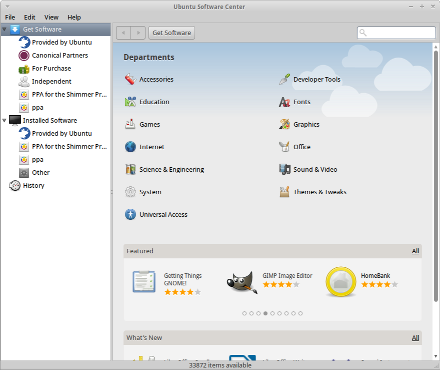 Ubuntu Software Center
File Edit View Help
Get Software
Provided by Ubuntu
Canonical Partners
For Purchase
Independent
PPA for the Shimmer Pr...
ppa
Installed Software
Provided by Ubuntu
PPA for the Shimmer Pr...
ppa
Other
History
Get Software
Departments
Accessories
Developer Tools
Education
Fonts
Games
Graphics
Internet
Office
Science & Engineering
Sound & Video
System
Themes & Tweaks
Universal Access
Featured All
Getting Things
GNOME!
GIMP Image Editor
HomeBank
What's New All
33872 items available